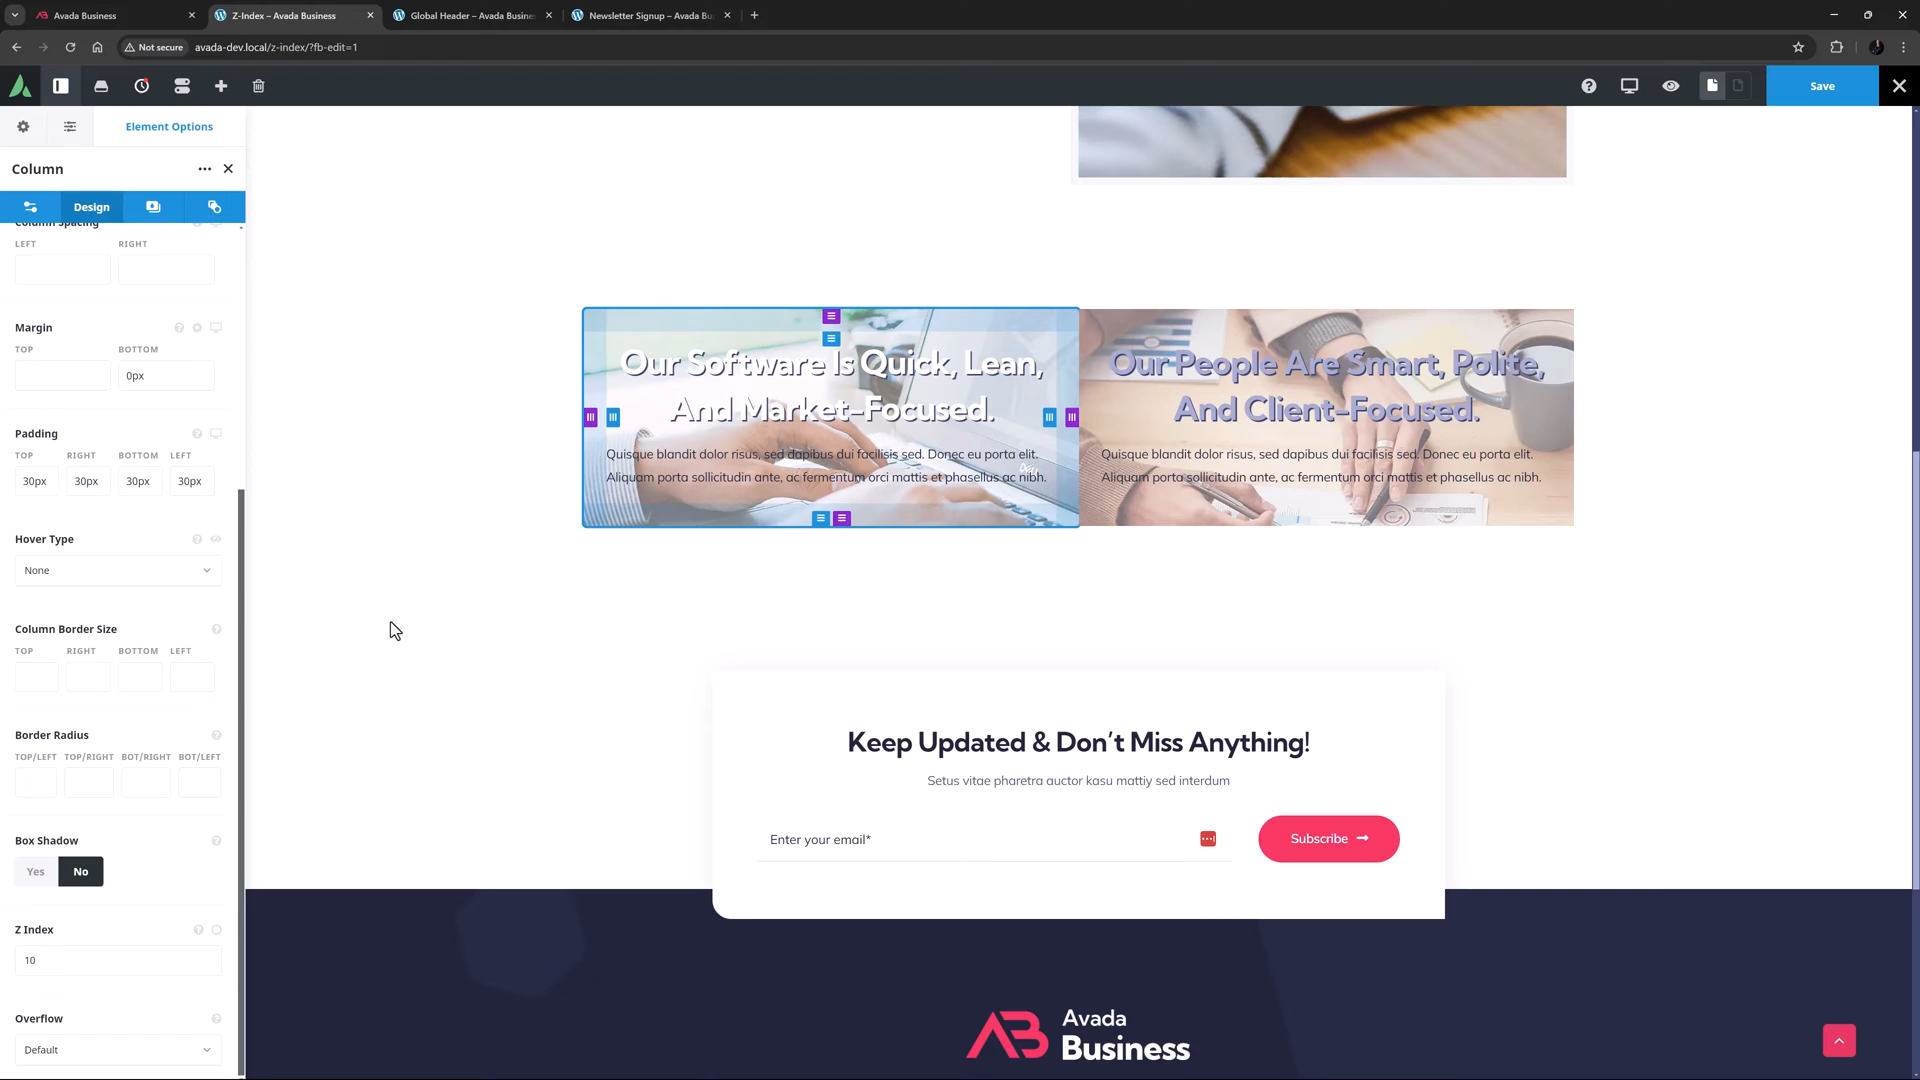 Avada Business
Z-Index – Avada Business
Global Header – Avada Busine
Newsletter Signup – Avada Bu
Not secure
avada-dev.local/z-index/?fb-edit=1
Save
Element Options
Column
Design
Column Spacing
LEFT RIGHT
Margin
TOP BOTTOM
0px
Padding
TOP RIGHT BOTTOM LEFT
30px 30px 30px 30px
Hover Type
None
Column Border Size
TOP RIGHT BOTTOM LEFT
Border Radius
TOP/LEFT TOP/RIGHT BOT/RIGHT BOT/LEFT
Box Shadow
Yes No
Z Index
10
Overflow
Default
Our Software Is Quick, Lean,
And Market-Focused.
Quisque blandit dolor risus, sed dapibus dui facilisis sed. Donec eu porta elit.
Aliquam porta sollicitudin ante, ac fermentum orci mattis et phasellus ac nibh.
Our People Are Smart, Polite,
And Client-Focused.
Quisque blandit dolor risus, sed dapibus dui facilisis sed. Donec eu porta elit.
Aliquam porta sollicitudin ante, ac fermentum orci mattis et phasellus ac nibh.
Keep Updated & Don’t Miss Anything!
Setus vitae pharetra auctor kasu mattiy sed interdum
Enter your email*
Subscribe
Avada
Business